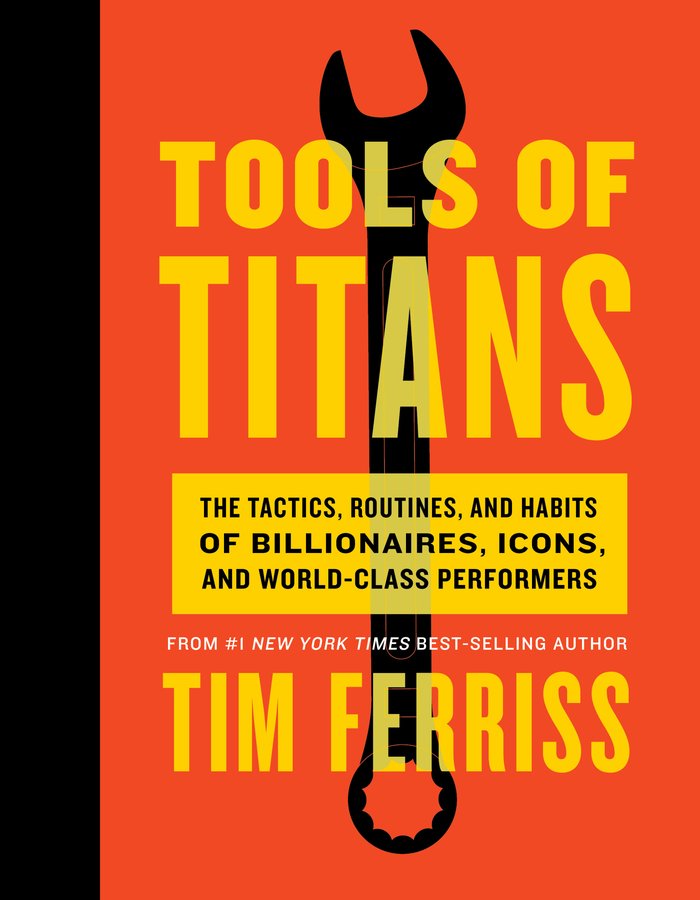 TOOLS OF
TITANS
THE TACTICS, ROUTINES, AND HABITS
OF BILLIONAIRES, ICONS,
AND WORLD-CLASS PERFORMERS
FROM #1 NEW YORK TIMES BEST-SELLING AUTHOR
TIM FERRISS